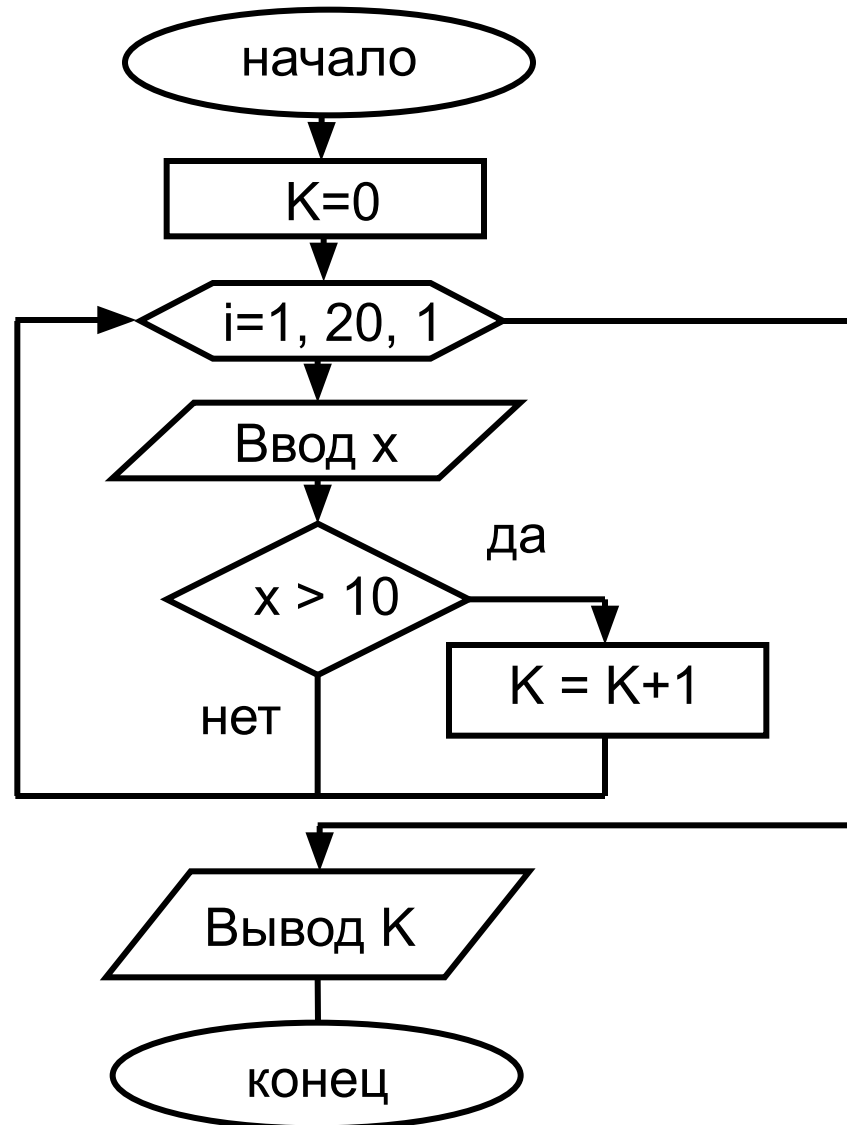 начало
K=0
i=1, 20, 1
Ввод x
x > 10
да
K = K+1
нет
Вывод K
конец